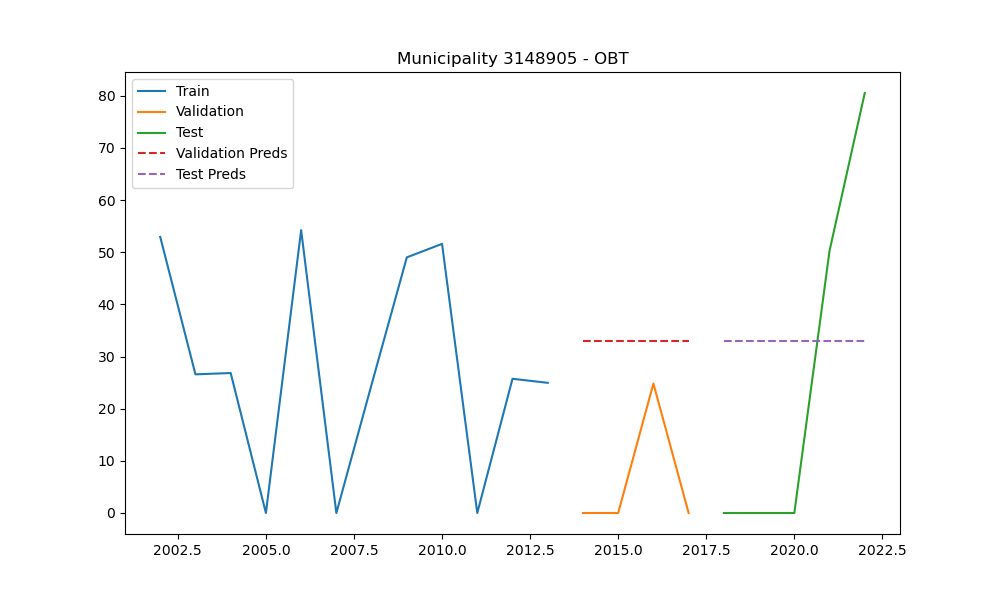 Municipality 3148905 - OBT
Train
Validation
Test
Validation Preds
Test Preds
80
70
60
50
40
30
20
10
0
2002.5 2005.0 2007.5 2010.0 2012.5 2015.0 2017.5 2020.0 2022.5